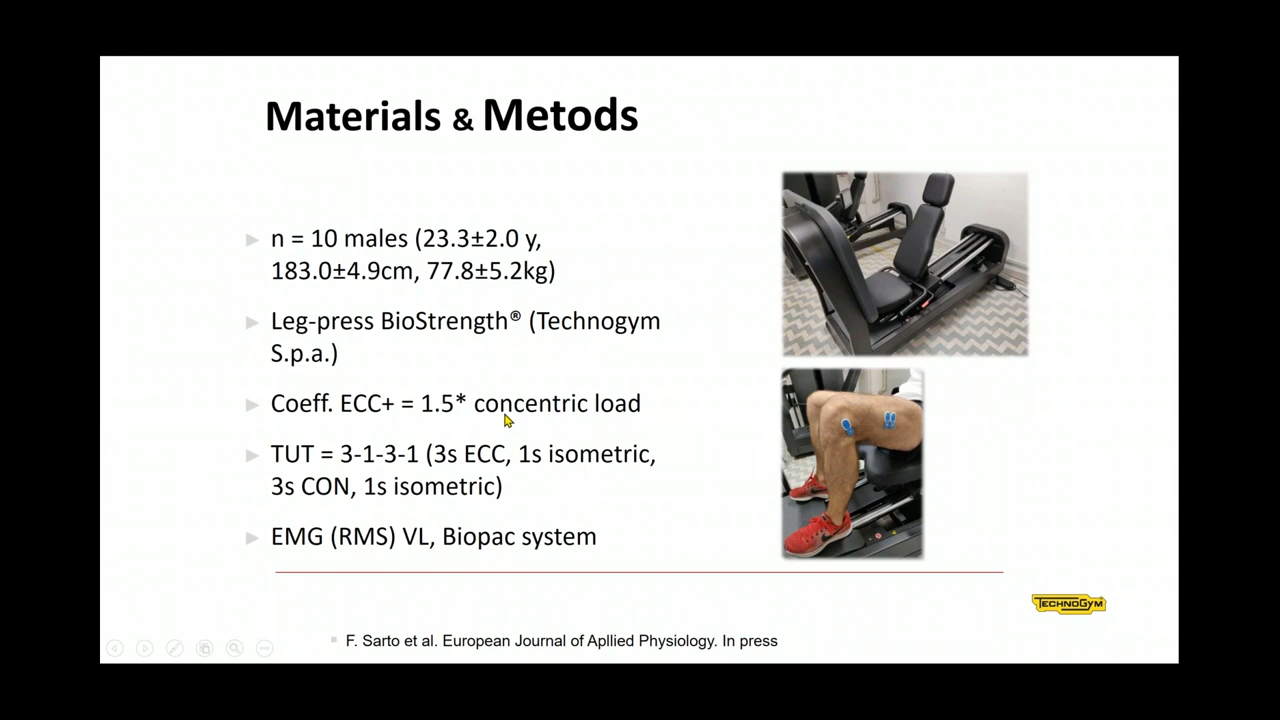 Materials & Metods
n = 10 males (23.3±2.0 y,
183.0±4.9cm, 77.8±5.2kg)
Leg-press BioStrength® (Technogym
S.p.a.)
Coeff. ECC+ = 1.5* concentric load
TUT = 3-1-3-1 (3s ECC, 1s isometric,
3s CON, 1s isometric)
EMG (RMS) VL, Biopac system
TECHNOGYM
F. Sarto et al. European Journal of Apllied Physiology. In press